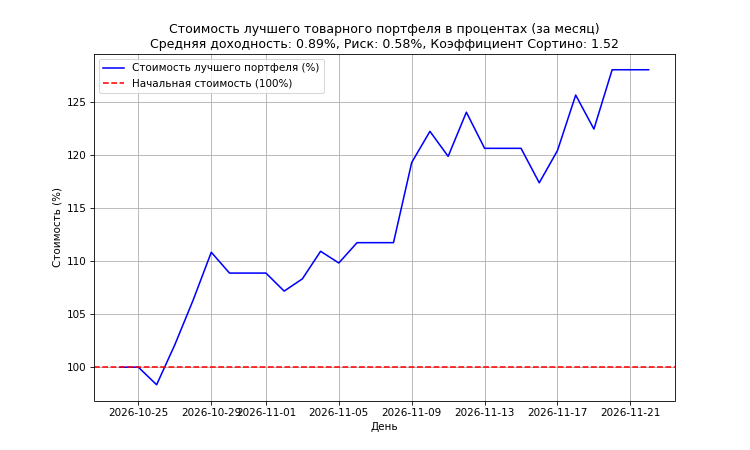 Стоимость лучшего товарного портфеля в процентах (за месяц)
Средняя доходность: 0.89%, Риск: 0.58%, Коэффициент Сортино: 1.52
Стоимость лучшего портфеля (%)
Начальная стоимость (100%)
Стоимость (%)
125
120
115
110
105
100
2026-10-25 2026-10-29 2026-11-01 2026-11-05 2026-11-09 2026-11-13 2026-11-17 2026-11-21
День